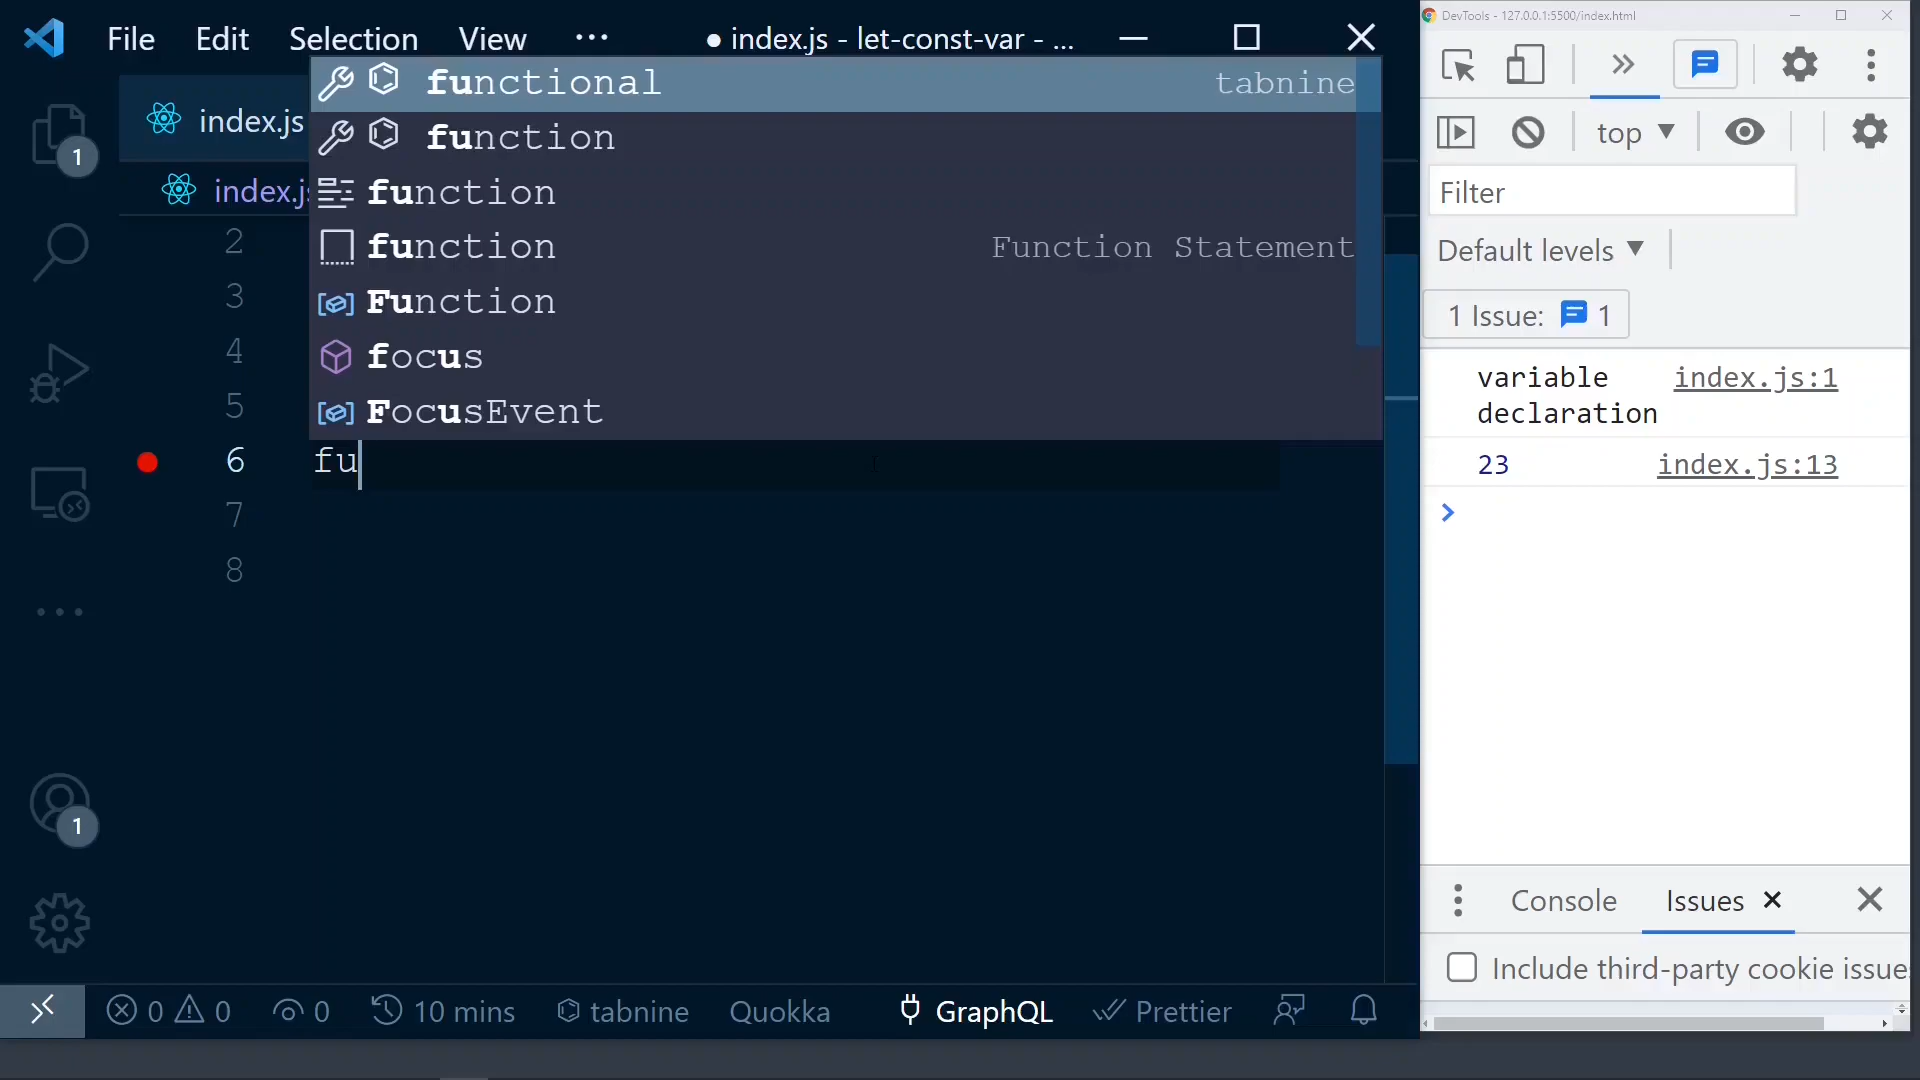 File Edit Selection View ··· ● index.js - let-const-var - ...
1
index.js
index.js
functional tabnine
function
function
function Function Statement
Function
focus
FocusEvent
2
3
4
5
6 fu
7
8
1
0 0 0 10 mins tabnine Quokka GraphQL Prettier
DevTools - 127.0.0.1:5500/index.html
top
Filter
Default levels
1 Issue: 1
variable index.js:1
declaration
23 index.js:13
Console Issues
Include third-party cookie issue